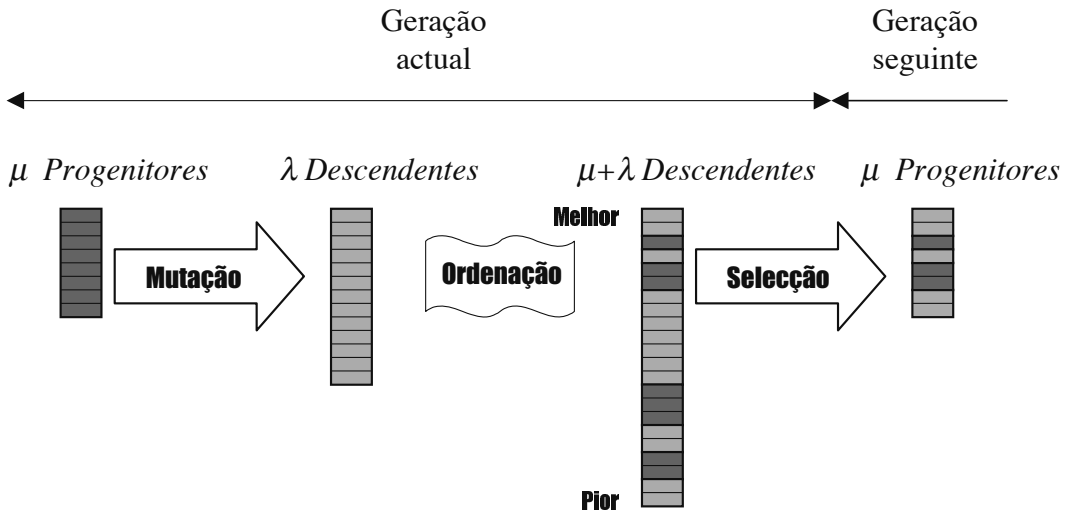 Geração
actual
Geração
seguinte
μ Progenitores
λ Descendentes
μ+λ Descendentes
μ Progenitores
Melhor
Mutação
Ordenação
Selecção
Pior